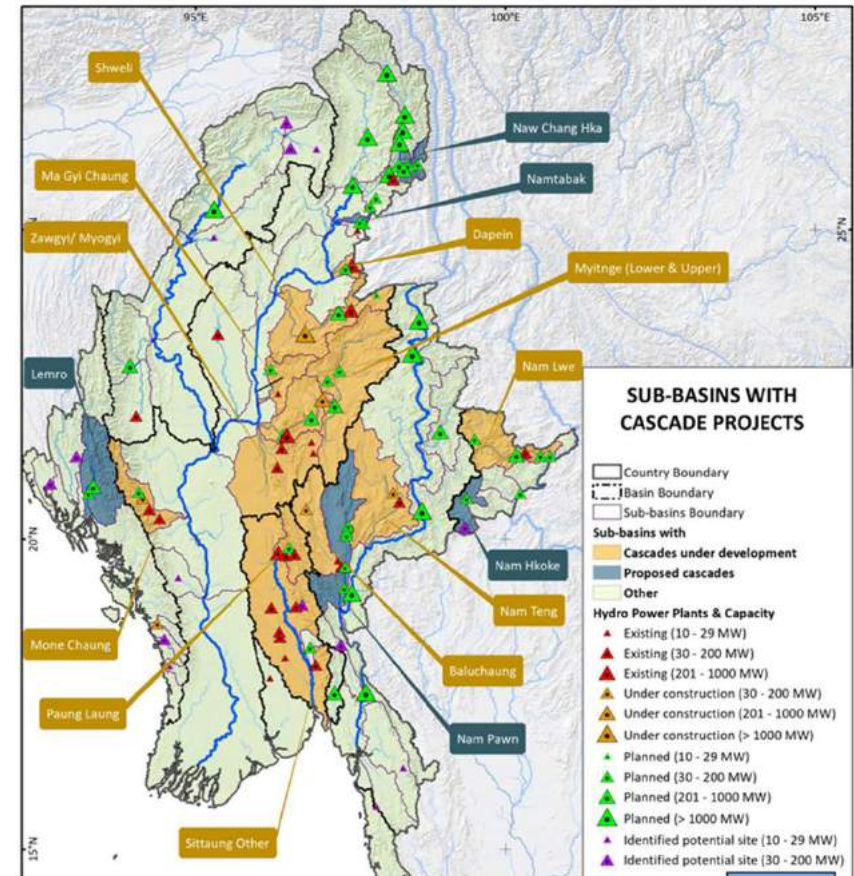 95°E
100°E
105°E
Shweli
Naw Chang Hka
Ma Gyi Chaung
Namtabak
Zawgyi/ Myogyi
Dapein
25°N
Myitnge (Lower & Upper)
Lemro
Nam Lwe
SUB-BASINS WITH
CASCADE PROJECTS
Country Boundary
Basin Boundary
Sub-basins Boundary
Sub-basins with
Cascades under development
Proposed cascades
Other
Hydro Power Plants & Capacity
Existing (10 - 29 MW)
Existing (30 - 200 MW)
Existing (201 - 1000 MW)
Under construction (30 - 200 MW)
Under construction (201 - 1000 MW)
Under construction (> 1000 MW)
Planned (10 - 29 MW)
Planned (30 - 200 MW)
Planned (201 - 1000 MW)
Planned (> 1000 MW)
Identified potential site (10 - 29 MW)
Identified potential site (30 - 200 MW)
20°N
Nam Hkoke
Nam Teng
Mone Chaung
Baluchaung
Paung Laung
Nam Pawn
Sittaung Other
15°N